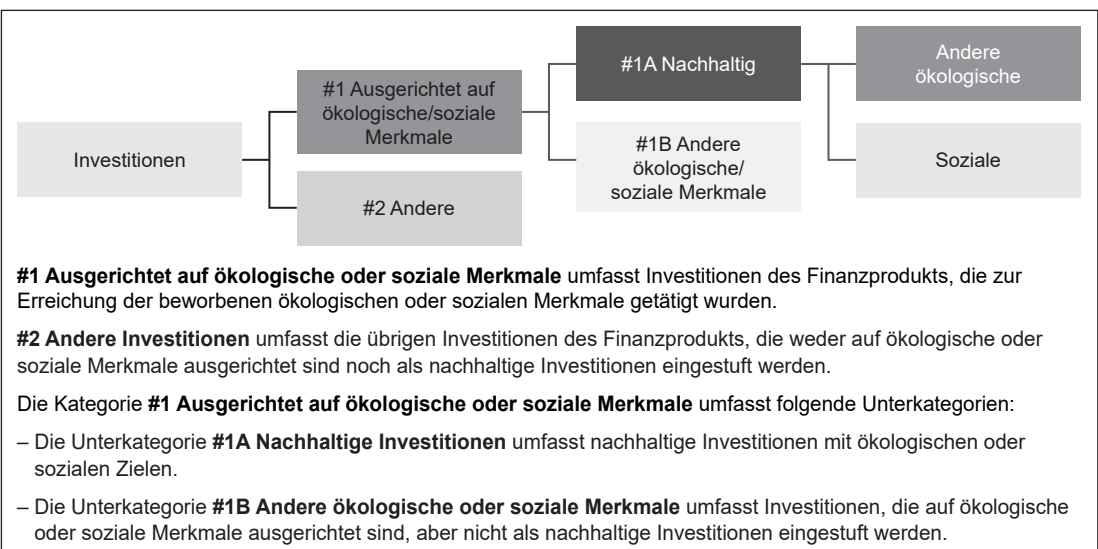 Investitionen
#1 Ausgerichtet auf
ökologische/soziale
Merkmale
#2 Andere
#1A Nachhaltig
#1B Andere
ökologische/
soziale Merkmale
Andere
ökologische
Soziale
#1 Ausgerichtet auf ökologische oder soziale Merkmale umfasst Investitionen des Finanzprodukts, die zur
Erreichung der beworbenen ökologischen oder sozialen Merkmale getätigt wurden.
#2 Andere Investitionen umfasst die übrigen Investitionen des Finanzprodukts, die weder auf ökologische oder
soziale Merkmale ausgerichtet sind noch als nachhaltige Investitionen eingestuft werden.
Die Kategorie #1 Ausgerichtet auf ökologische oder soziale Merkmale umfasst folgende Unterkategorien:
– Die Unterkategorie #1A Nachhaltige Investitionen umfasst nachhaltige Investitionen mit ökologischen oder
sozialen Zielen.
– Die Unterkategorie #1B Andere ökologische oder soziale Merkmale umfasst Investitionen, die auf ökologische
oder soziale Merkmale ausgerichtet sind, aber nicht als nachhaltige Investitionen eingestuft werden.